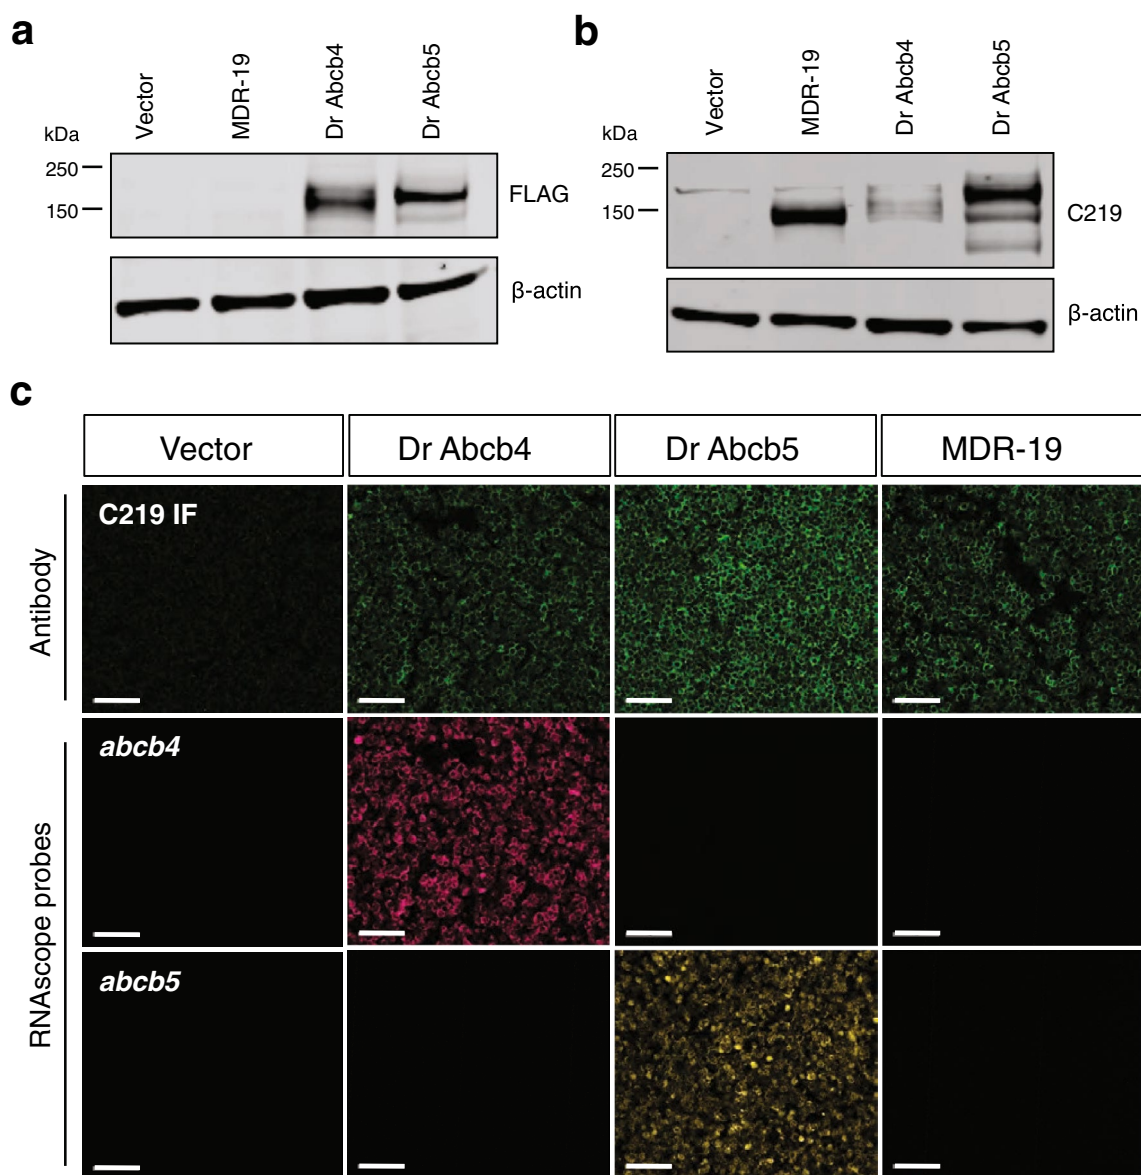 a
Vector
MDR-19
Dr Abcb4
Dr Abcb5
kDa
250
150
FLAG
β-actin
b
Vector
MDR-19
Dr Abcb4
Dr Abcb5
kDa
250
150
C219
β-actin
c
Vector
Dr Abcb4
Dr Abcb5
MDR-19
Antibody
C219 IF
RNAscope probes
abcb4
abcb5